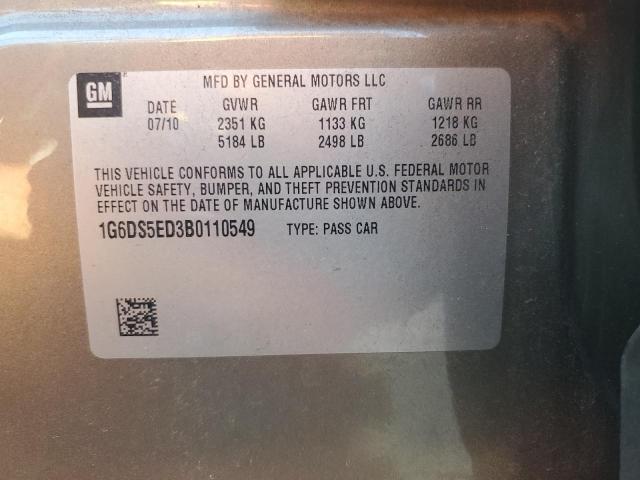 GM
MFD BY GENERAL MOTORS LLC
DATE GVWR GAWR FRT GAWR RR
07/10 2351 KG 1133 KG 1218 KG
5184 LB 2498 LB 2686 LB
THIS VEHICLE CONFORMS TO ALL APPLICABLE U.S. FEDERAL MOTOR
VEHICLE SAFETY, BUMPER, AND THEFT PREVENTION STANDARDS IN
EFFECT ON THE DATE OF MANUFACTURE SHOWN ABOVE.
1G6DS5ED3B0110549 TYPE: PASS CAR